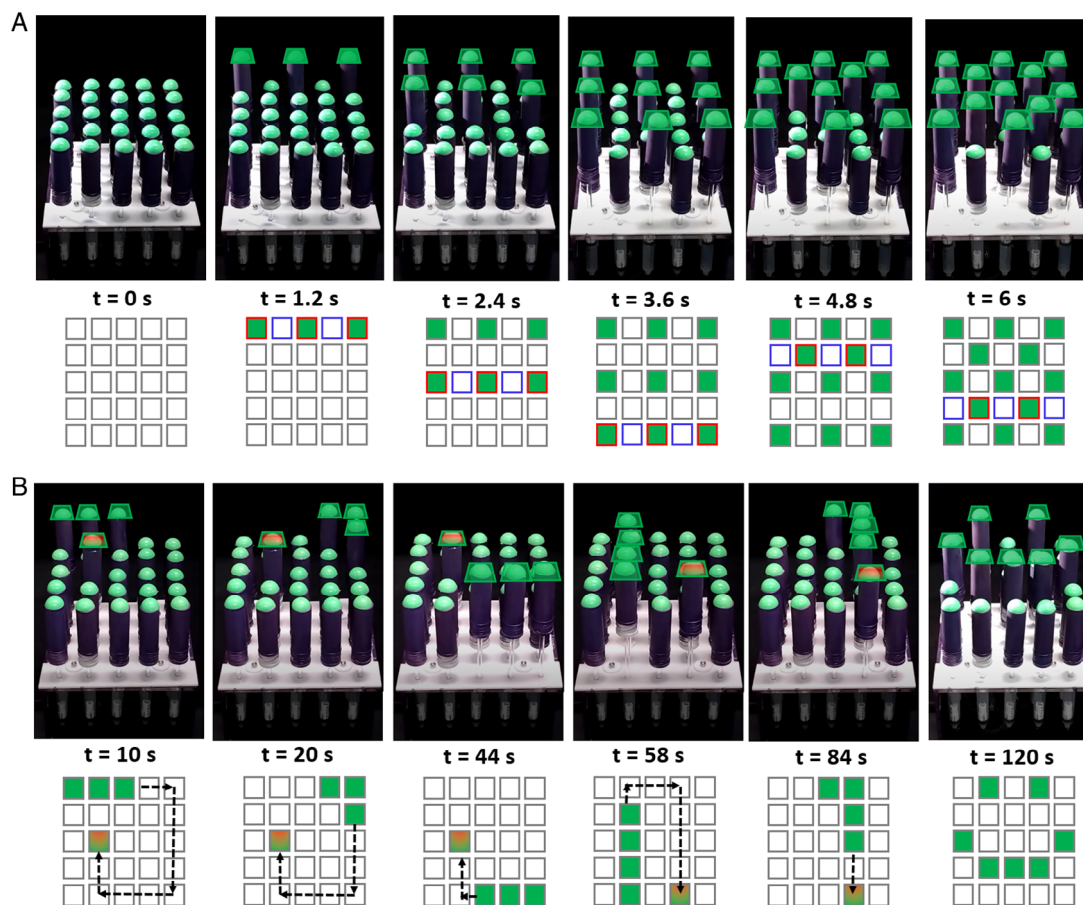 A
t = 0 s
t = 1.2 s
t = 2.4 s
t = 3.6 s
t = 4.8 s
t = 6 s
B
t = 10 s
t = 20 s
t = 44 s
t = 58 s
t = 84 s
t = 120 s